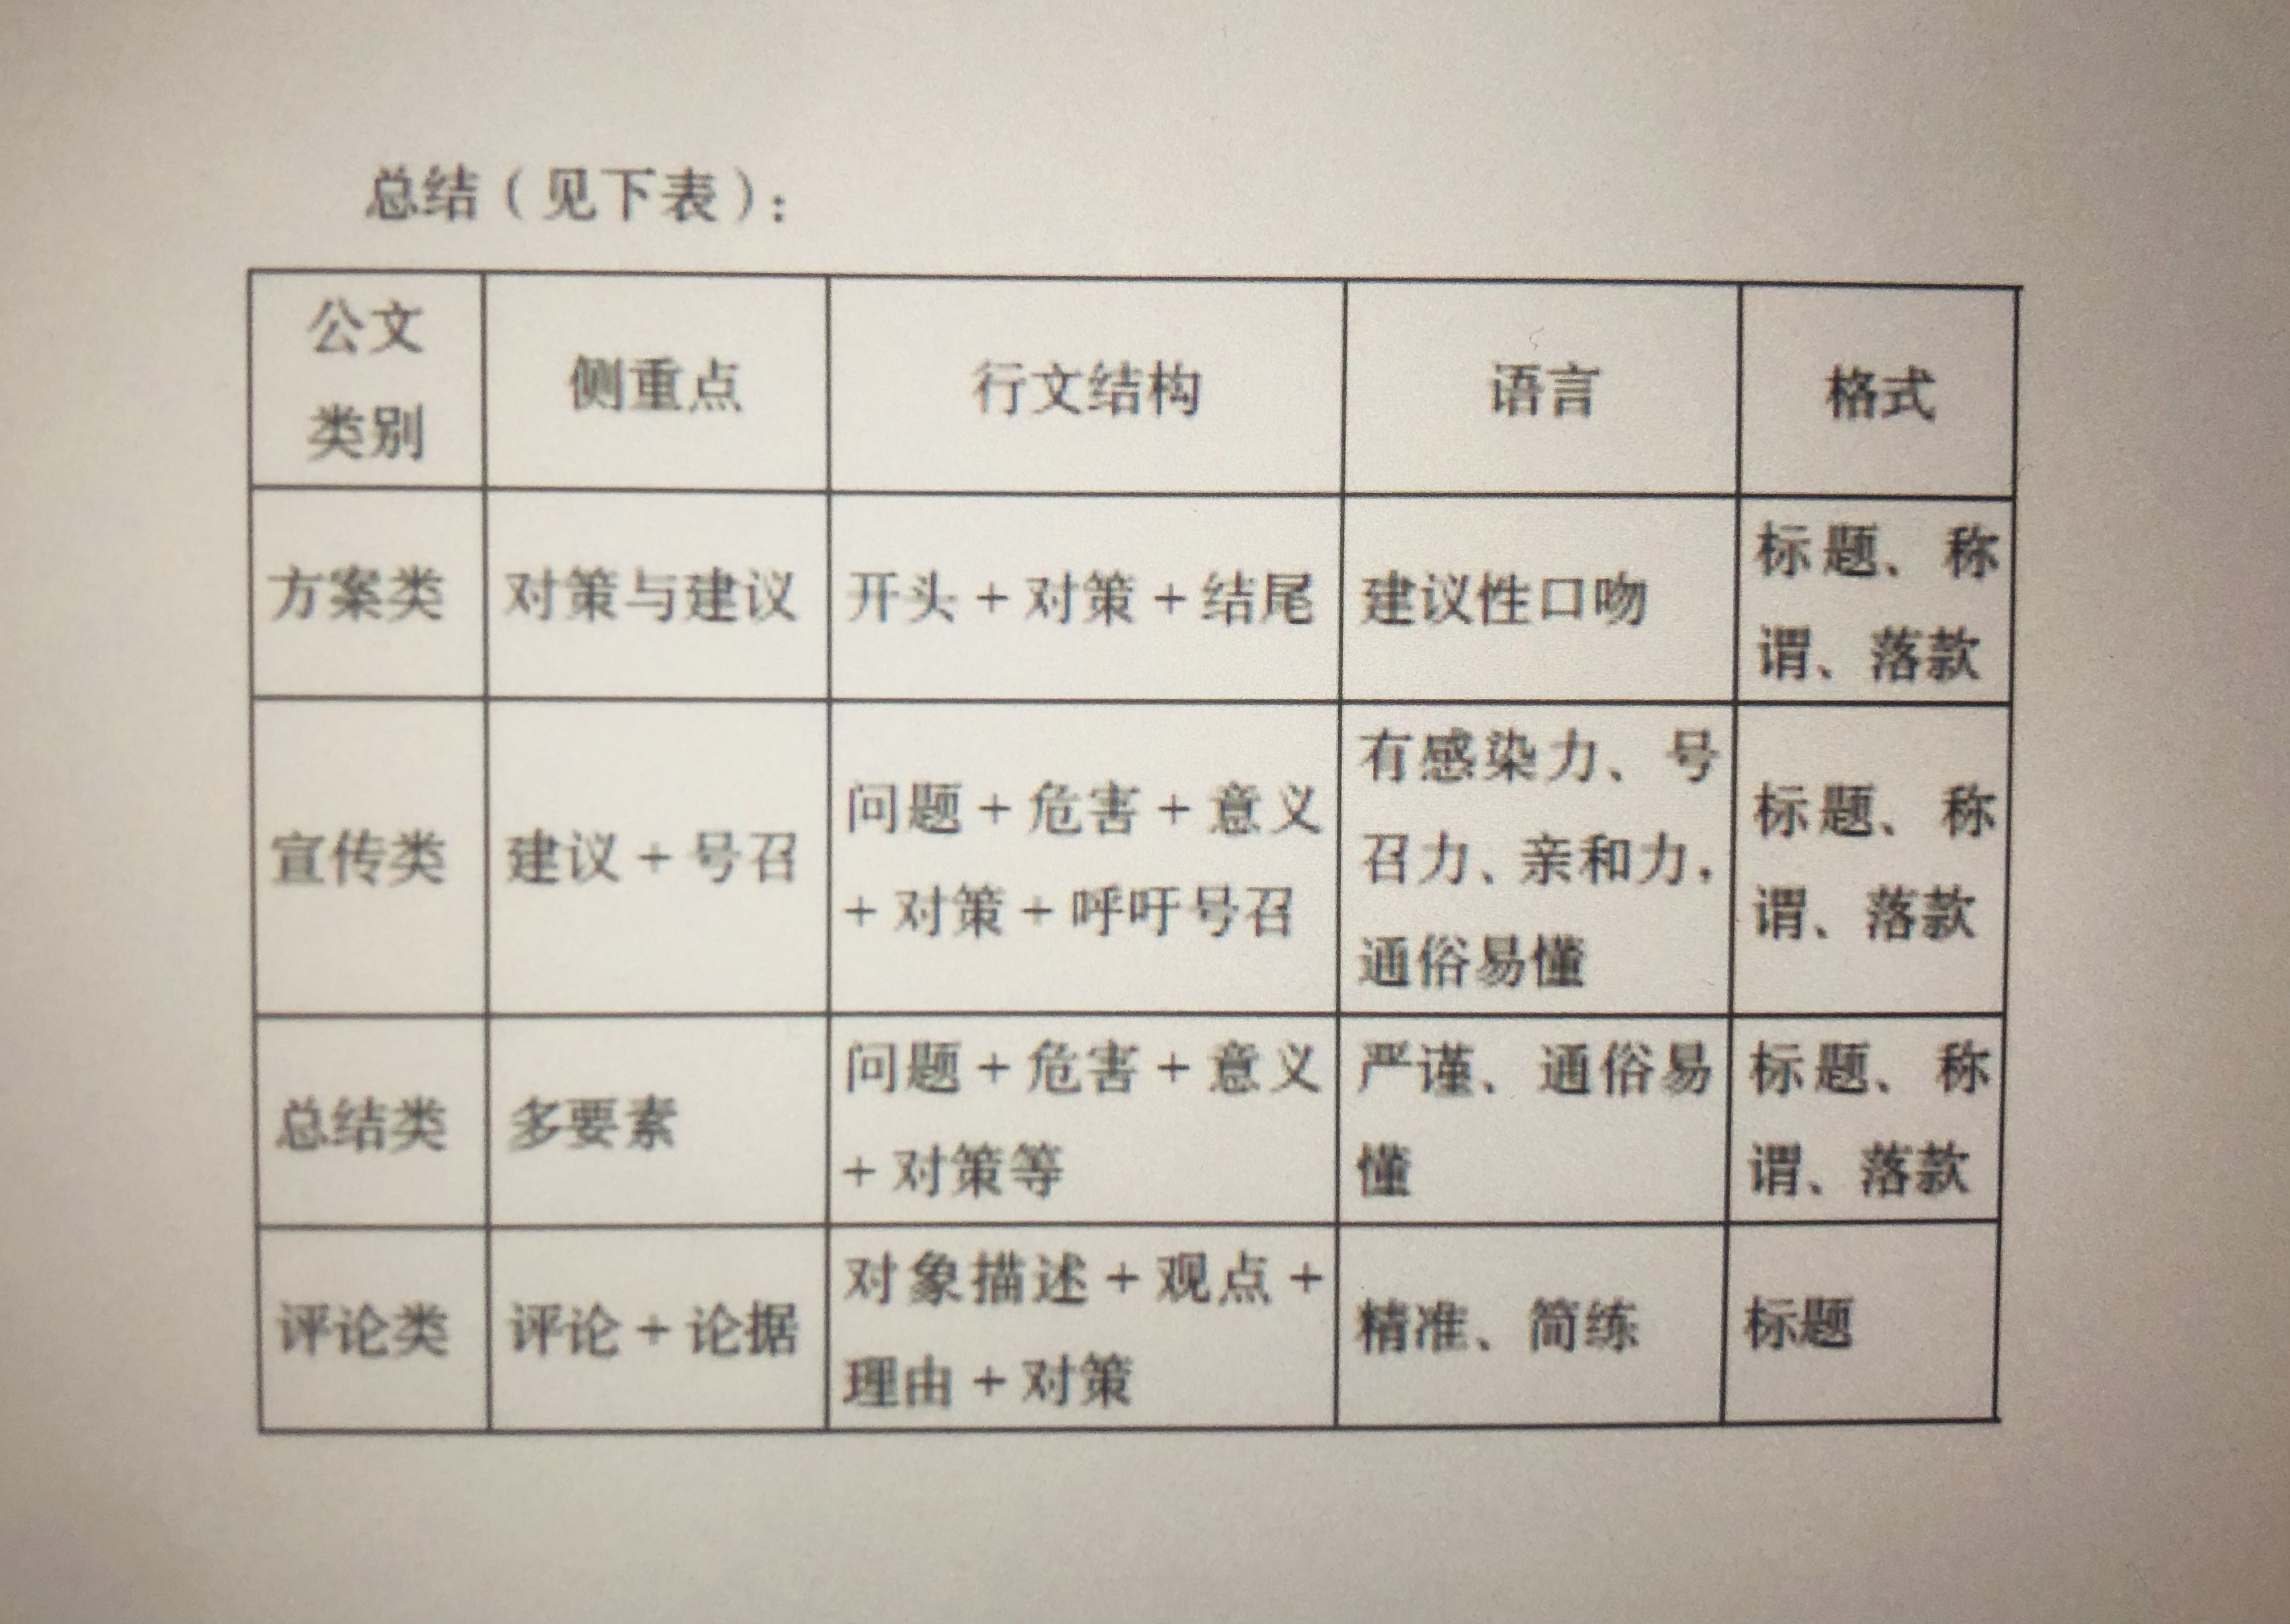 总结（见下表）：
公文
类别
侧重点
行文结构
语言
格式
方案类
对策与建议
开头+对策+结尾
建议性口吻
标题、称
谓、落款
宣传类
建议+号召
问题+危害+意义
+对策+呼吁号召
有感染力、号
召力、亲和力，
通俗易懂
标题、称
谓、落款
总结类
多要素
问题+危害+意义
+对策等
严谨、通俗易
懂
标题、称
谓、落款
评论类
评论+论据
对象描述+观点+
理由+对策
精准、简练
标题